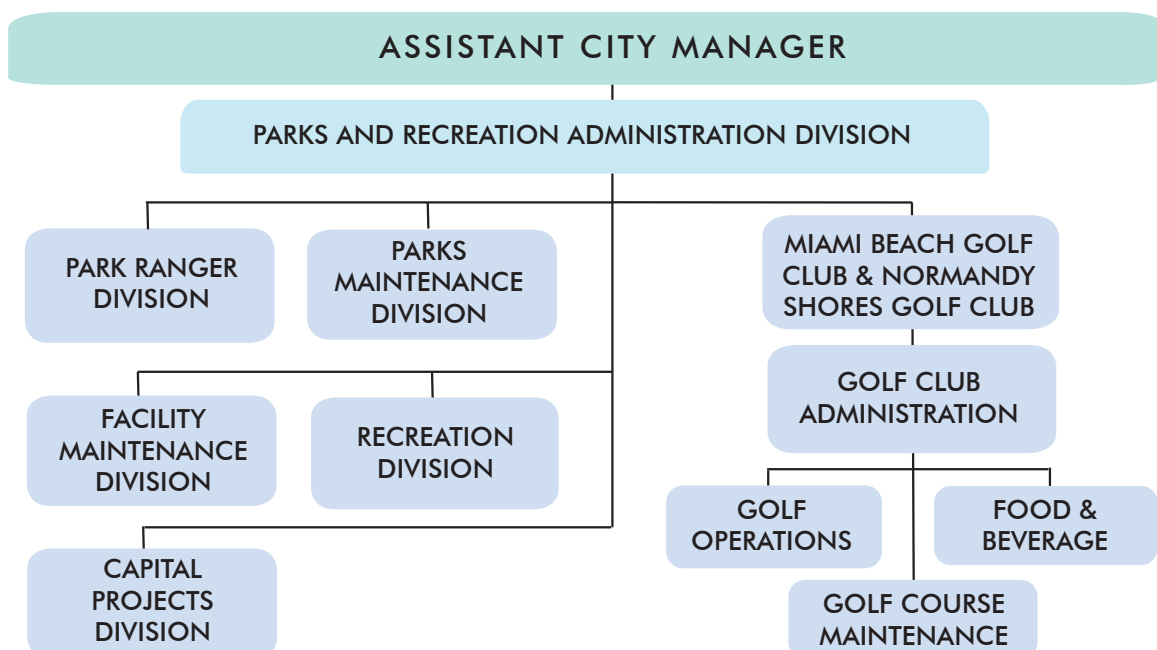 ASSISTANT CITY MANAGER
PARKS AND RECREATION ADMINISTRATION DIVISION
PARK RANGER
DIVISION
PARKS
MAINTENANCE
DIVISION
MIAMI BEACH GOLF
CLUB & NORMANDY
SHORES GOLF CLUB
FACILITY
MAINTENANCE
DIVISION
RECREATION
DIVISION
GOLF CLUB
ADMINISTRATION
GOLF
OPERATIONS
FOOD &
BEVERAGE
CAPITAL
PROJECTS
DIVISION
GOLF COURSE
MAINTENANCE